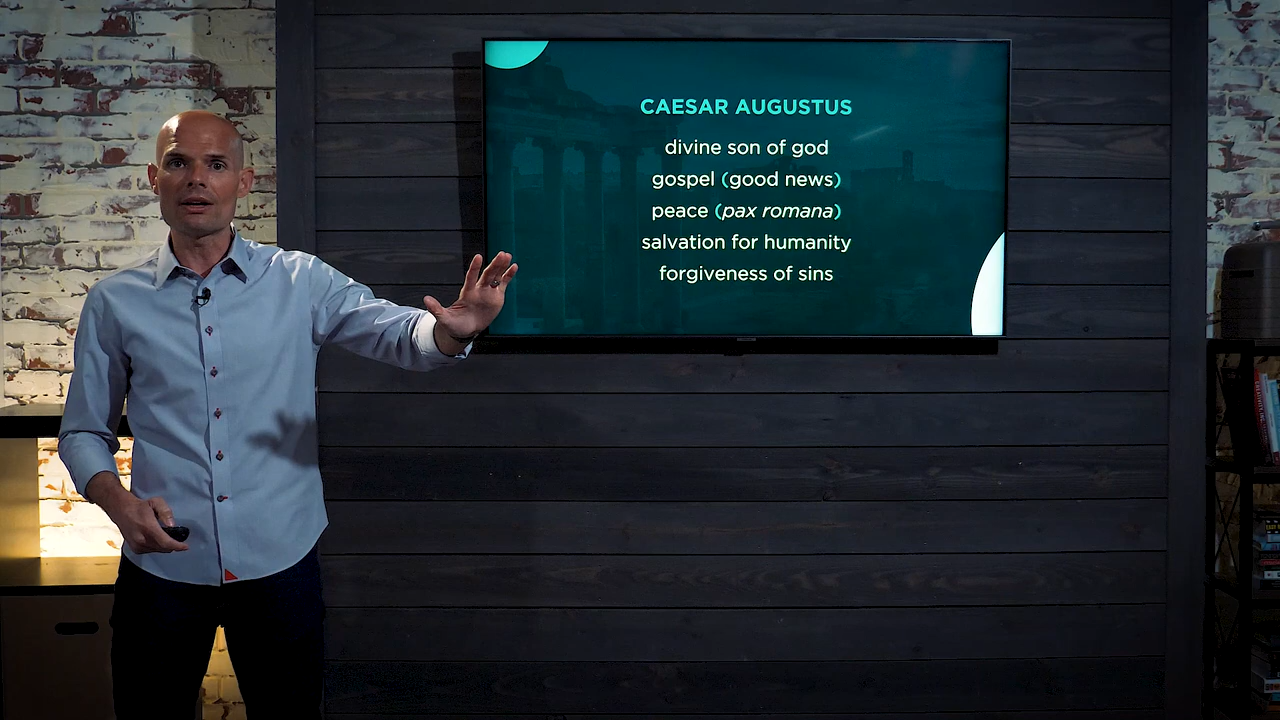 CAESAR AUGUSTUS
divine son of god
gospel (good news)
peace (pax romana)
salvation for humanity
forgiveness of sins